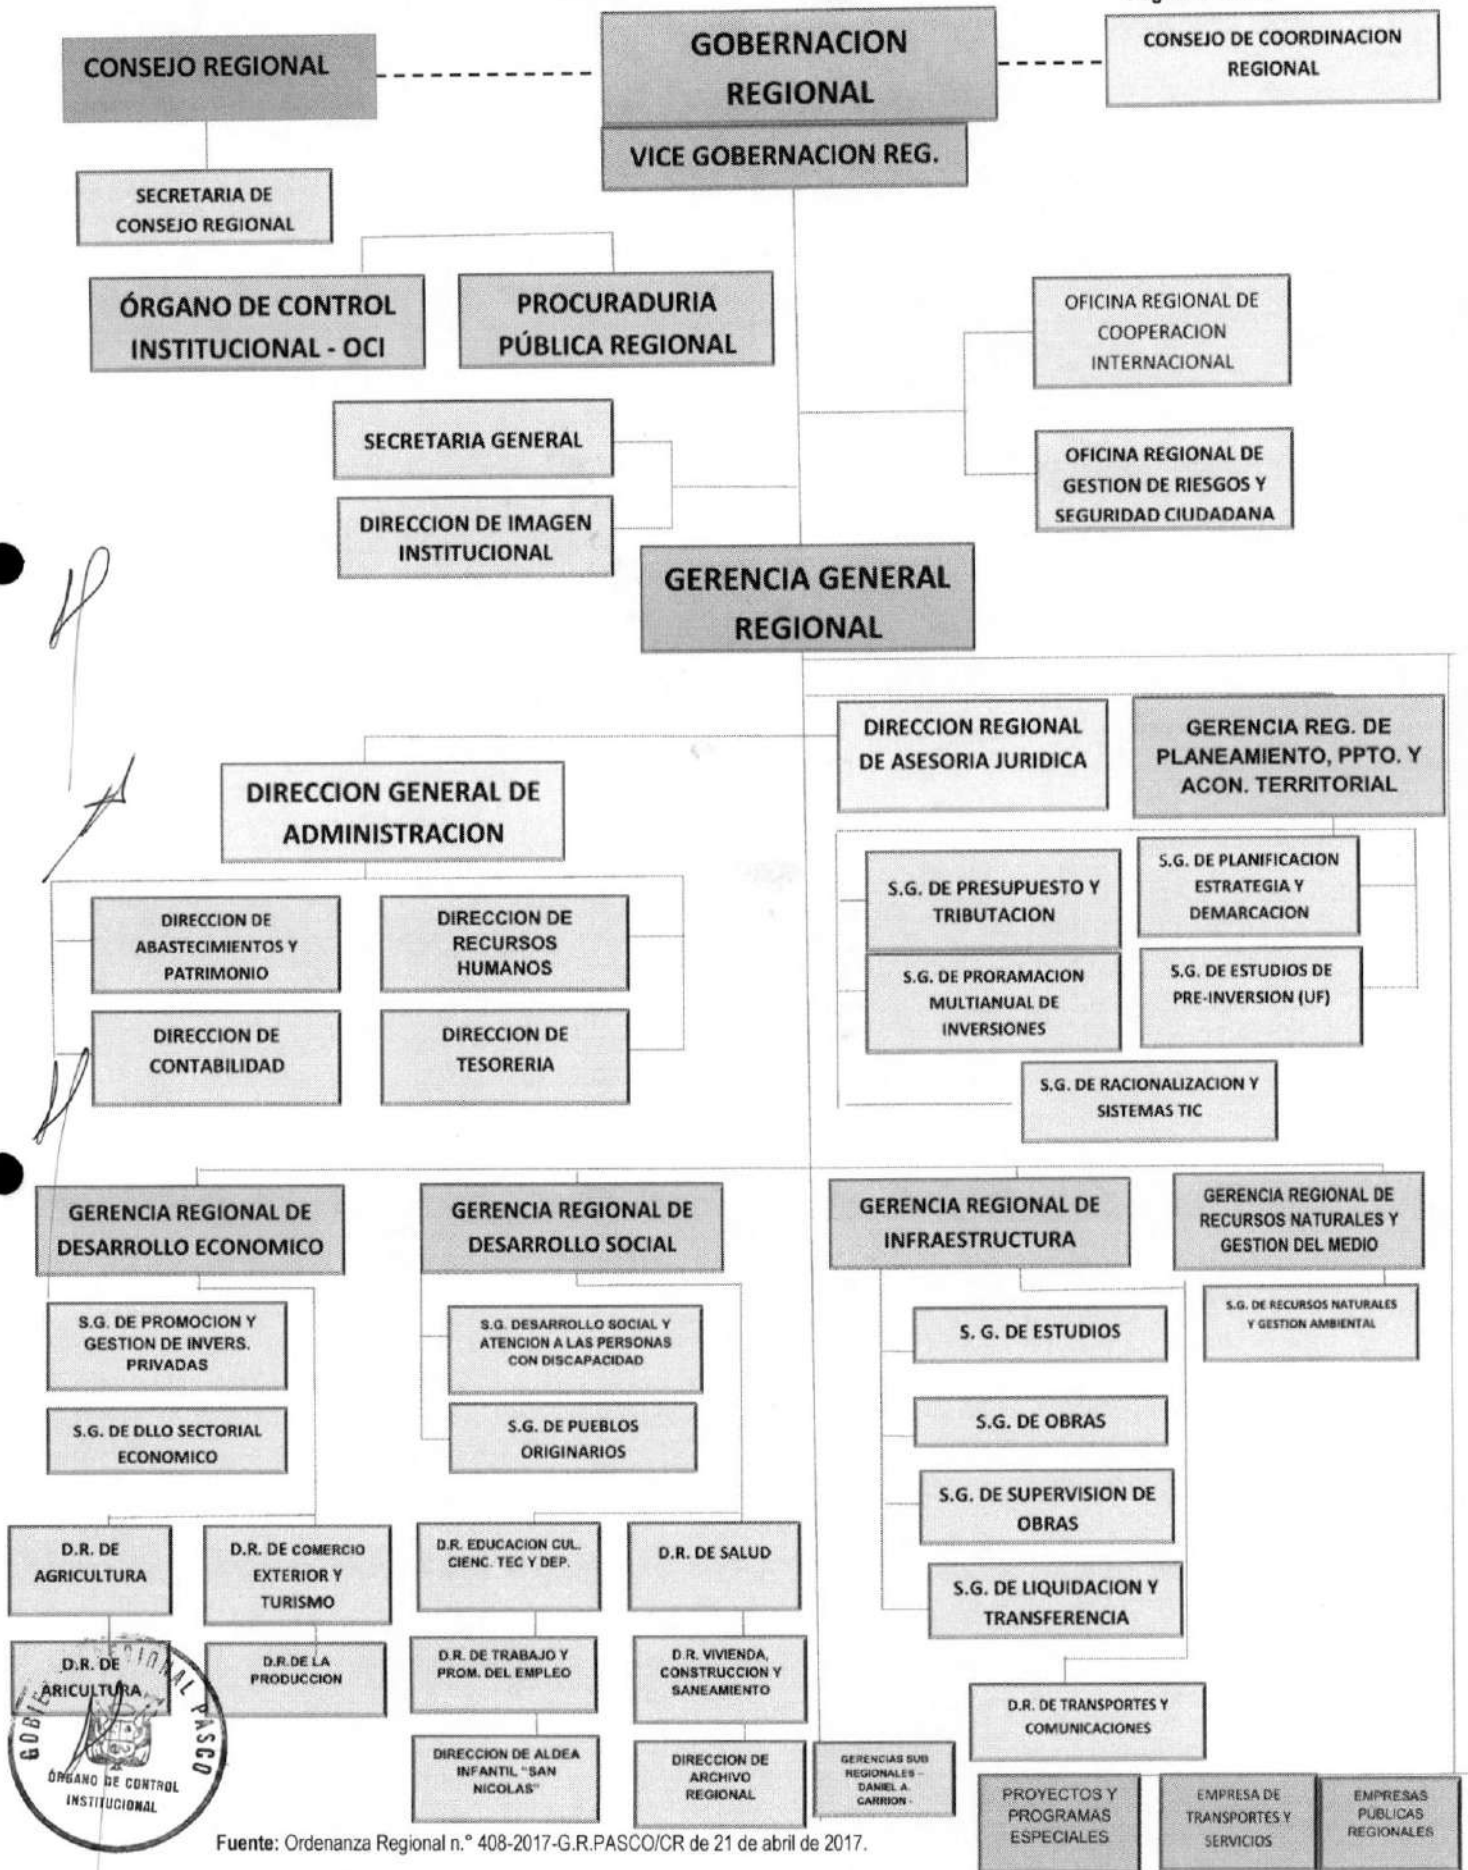 CONSEJO REGIONAL
GOBERNACION
REGIONAL
CONSEJO DE COORDINACION
REGIONAL
VICE GOBERNACION REG.
SECRETARIA DE
CONSEJO REGIONAL
ÓRGANO DE CONTROL
INSTITUCIONAL - OCI
PROCURADURIA
PÚBLICA REGIONAL
OFICINA REGIONAL DE
COOPERACION
INTERNACIONAL
SECRETARIA GENERAL
OFICINA REGIONAL DE
GESTION DE RIESGOS Y
SEGURIDAD CIUDADANA
DIRECCION DE IMAGEN
INSTITUCIONAL
GERENCIA GENERAL
REGIONAL
DIRECCION REGIONAL
DE ASESORIA JURIDICA
GERENCIA REG. DE
PLANEAMIENTO, PPTO. Y
ACON. TERRITORIAL
DIRECCION GENERAL DE
ADMINISTRACION
S.G. DE PRESUPUESTO Y
TRIBUTACION
S.G. DE PLANIFICACION
ESTRATEGIA Y
DEMARCACION
DIRECCION DE
ABASTECIMIENTOS Y
PATRIMONIO
DIRECCION DE
RECURSOS
HUMANOS
S.G. DE PRORAMACION
MULTIANUAL DE
INVERSIONES
S.G. DE ESTUDIOS DE
PRE-INVERSION (UF)
DIRECCION DE
CONTABILIDAD
DIRECCION DE
TESORERIA
S.G. DE RACIONALIZACION Y
SISTEMAS TIC
GERENCIA REGIONAL DE
DESARROLLO ECONOMICO
GERENCIA REGIONAL DE
DESARROLLO SOCIAL
GERENCIA REGIONAL DE
INFRAESTRUCTURA
GERENCIA REGIONAL DE
RECURSOS NATURALES Y
GESTION DEL MEDIO
S.G. DE PROMOCION Y
GESTION DE INVERS.
PRIVADAS
S.G. DESARROLLO SOCIAL Y
ATENCION A LAS PERSONAS
CON DISCAPACIDAD
S. G. DE ESTUDIOS
S.G. DE RECURSOS NATURALES
Y GESTION AMBIENTAL
S.G. DE DLLO SECTORIAL
ECONOMICO
S.G. DE PUEBLOS
ORIGINARIOS
S.G. DE OBRAS
S.G. DE SUPERVISION DE
OBRAS
D.R. DE
AGRICULTURA
D.R. DE COMERCIO
EXTERIOR Y
TURISMO
D.R. EDUCACION CUL.
CIENC. TEC Y DEP.
D.R. DE SALUD
S.G. DE LIQUIDACION Y
TRANSFERENCIA
D.R. DE
ARICULTURA
D.R.DE LA
PRODUCCION
D.R. DE TRABAJO Y
PROM. DEL EMPLEO
D.R. VIVIENDA,
CONSTRUCCION Y
SANEAMIENTO
D.R. DE TRANSPORTES Y
COMUNICACIONES
DIRECCION DE ALDEA
INFANTIL "SAN
NICOLAS"
DIRECCION DE
ARCHIVO
REGIONAL
GERENCIAS SUB
REGIONALES –
DANIEL A.
CARRION -
PROYECTOS Y
PROGRAMAS
ESPECIALES
EMPRESA DE
TRANSPORTES Y
SERVICIOS
EMPRESAS
PUBLICAS
REGIONALES
PASCO
ÓRGANO DE CONTROL
INSTITUCIONAL
Fuente: Ordenanza Regional n.° 408-2017-G.R.PASCO/CR de 21 de abril de 2017.